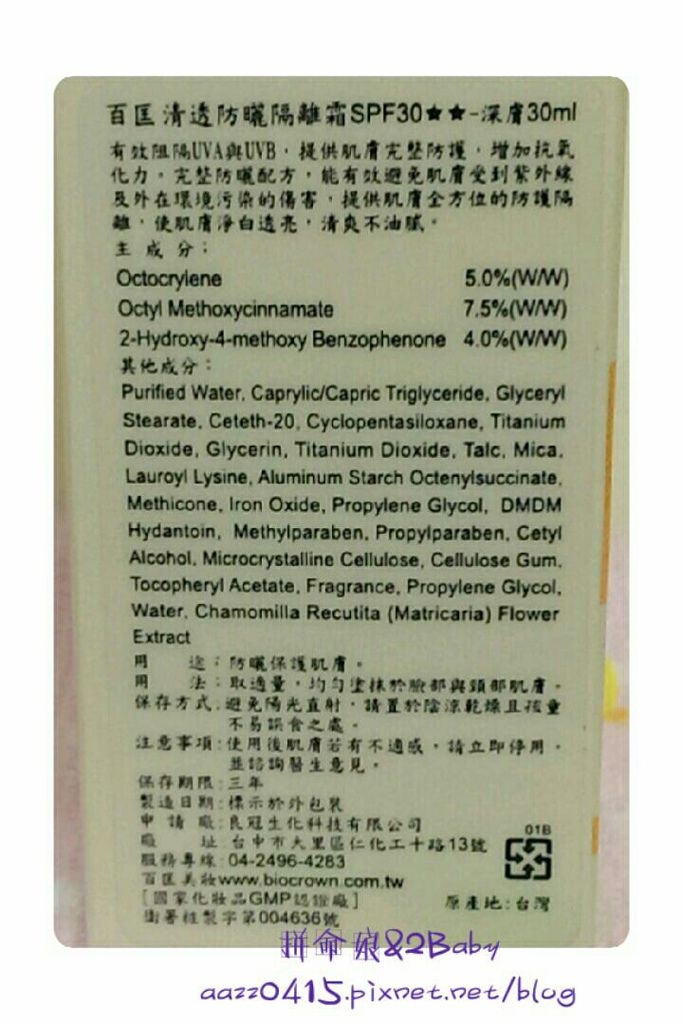 百匡清透防曬隔離霜SPF30★★-深膚30ml
有效阻隔UVA與UVB，提供肌膚完整防護，增加抗氧
化力。完整防曬配方，能有效避免肌膚受到紫外線
及外在環境污染的傷害，提供肌膚全方位的防護隔
離，使肌膚淨白透亮，清爽不油膩。
主 成 分：
Octocrylene 5.0%(W/W)
Octyl Methoxycinnamate 7.5%(W/W)
2-Hydroxy-4-methoxy Benzophenone 4.0%(W/W)
其他成分：
Purified Water, Caprylic/Capric Triglyceride, Glyceryl
Stearate, Ceteth-20, Cyclopentasiloxane, Titanium
Dioxide, Glycerin, Titanium Dioxide, Talc, Mica,
Lauroyl Lysine, Aluminum Starch Octenylsuccinate,
Methicone, Iron Oxide, Propylene Glycol, DMDM
Hydantoin, Methylparaben, Propylparaben, Cetyl
Alcohol, Microcrystalline Cellulose, Cellulose Gum,
Tocopheryl Acetate, Fragrance, Propylene Glycol,
Water, Chamomilla Recutita (Matricaria) Flower
Extract
用 途：防曬保護肌膚。
用 法：取適量，均勻塗抹於臉部與頸部肌膚。
保存方式：避免陽光直射，請置於陰涼乾燥且孩童
不易誤食之處。
注意事項：使用後肌膚若有不適感，請立即停用，
並諮詢醫生意見。
保存期限：三年
製造日期：標示於外包裝
申 請 廠：良冠生化科技有限公司
廠 址：台中市大里區仁化工十路13號
服務專線：04-2496-4283
百匡美妝www.biocrown.com.tw
[國家化妝品GMP認證廠]
衛署粧製字第004636號
01B
原產地：台灣
拼命娘&2Baby
aazz0415.pixnet.net/blog